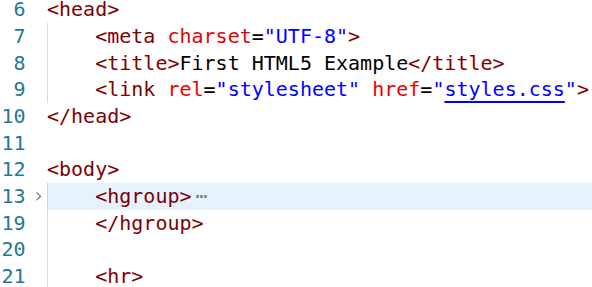 6 <head>
7 <meta charset="UTF-8">
8 <title>First HTML5 Example</title>
9 <link rel="stylesheet" href="styles.css">
10 </head>
11
12 <body>
13 <hgroup>⋯
19 </hgroup>
20
21 <hr>